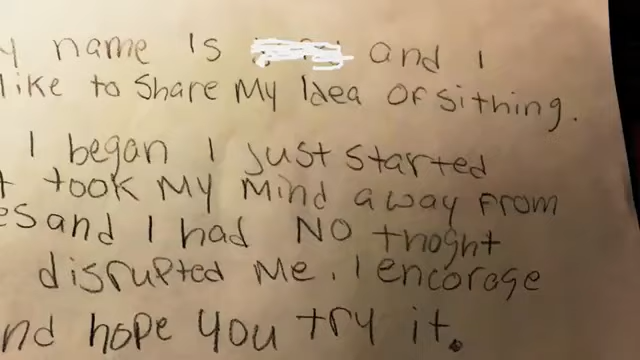 y name is and I
like to Share My Idea OF sithing.
I began I just started
t took My Mind away From
es and I had NO thoght
disrupted Me. I encorage
nd hope you try it.